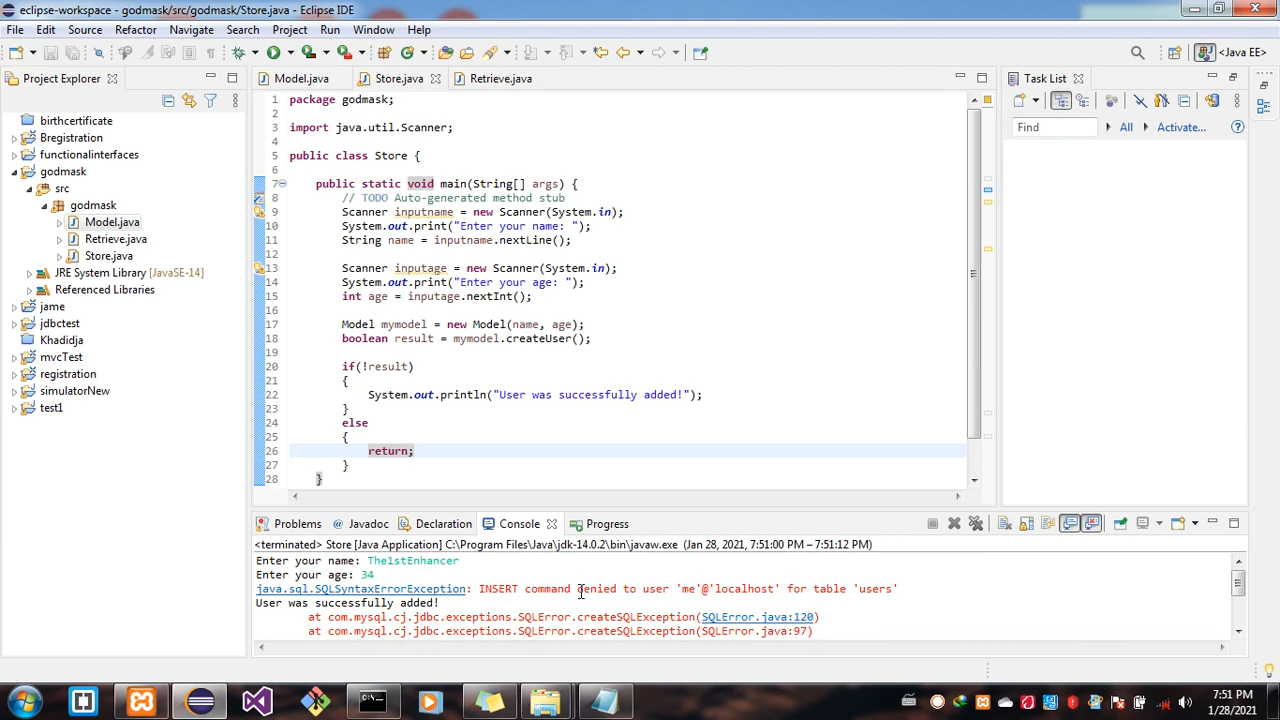 eclipse-workspace - godmask/src/godmask/Store.java - Eclipse IDE
File Edit Source Refactor Navigate Search Project Run Window Help
<Java EE>
Project Explorer
Model.java Store.java Retrieve.java
Task List
birthcertificate
Bregistration
functionalinterfaces
godmask
src
godmask
Model.java
Retrieve.java
Store.java
JRE System Library [JavaSE-14]
Referenced Libraries
jame
jdbctest
Khadidja
mvcTest
registration
simulatorNew
test1
1 package godmask;
2
3 import java.util.Scanner;
4
5 public class Store {
6
7 public static void main(String[] args) {
8 // TODO Auto-generated method stub
9 Scanner inputname = new Scanner(System.in);
10 System.out.print("Enter your name: ");
11 String name = inputname.nextLine();
12
13 Scanner inputage = new Scanner(System.in);
14 System.out.print("Enter your age: ");
15 int age = inputage.nextInt();
16
17 Model mymodel = new Model(name, age);
18 boolean result = mymodel.createUser();
19
20 if(!result)
21 {
22 System.out.println("User was successfully added!");
23 }
24 else
25 {
26 return;
27 }
28 }
Find All Activate...
Problems Javadoc Declaration Console Progress
<terminated> Store [Java Application] C:\Program Files\Java\jdk-14.0.2\bin\javaw.exe (Jan 28, 2021, 7:51:00 PM – 7:51:12 PM)
Enter your name: The1stEnhancer
Enter your age: 34
java.sql.SQLSyntaxErrorException: INSERT command denied to user 'me'@'localhost' for table 'users'
User was successfully added!
at com.mysql.cj.jdbc.exceptions.SQLError.createSQLException(SQLError.java:120)
at com.mysql.cj.jdbc.exceptions.SQLError.createSQLException(SQLError.java:97)
7:51 PM
1/28/2021